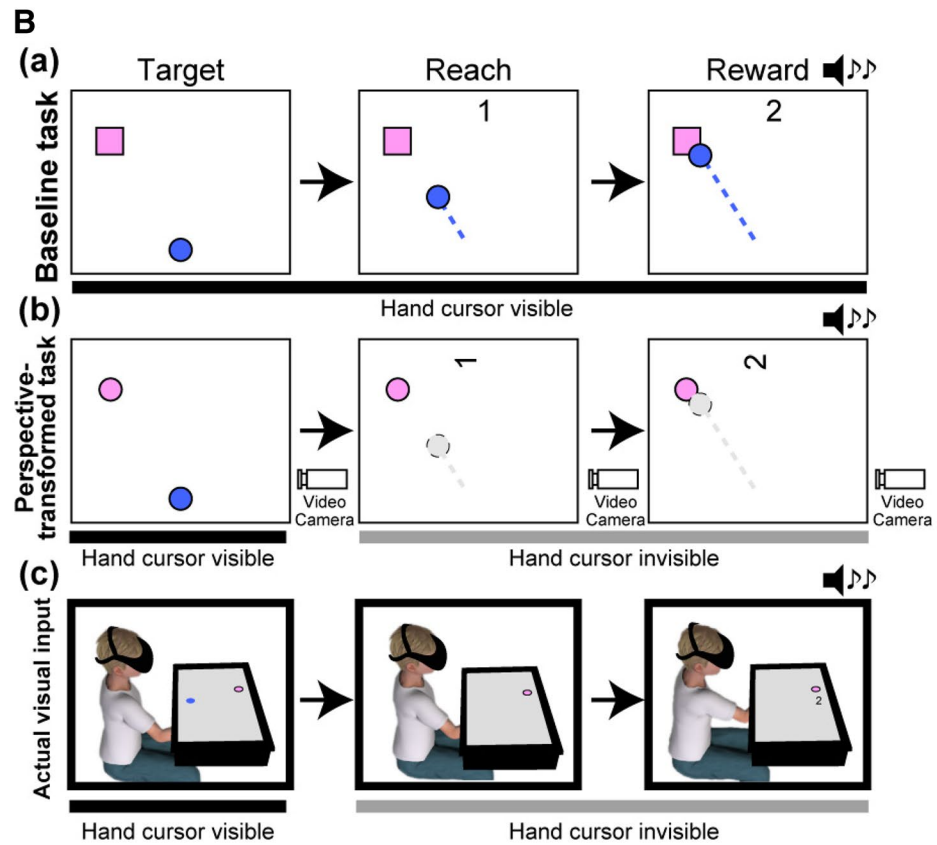 B
(a)
Target Reach Reward
Baseline task
1 2
Hand cursor visible
(b)
Perspective-
transformed task
1 2
Video
Camera
Video
Camera
Video
Camera
Hand cursor visible Hand cursor invisible
(c)
Actual visual input
2
Hand cursor visible Hand cursor invisible